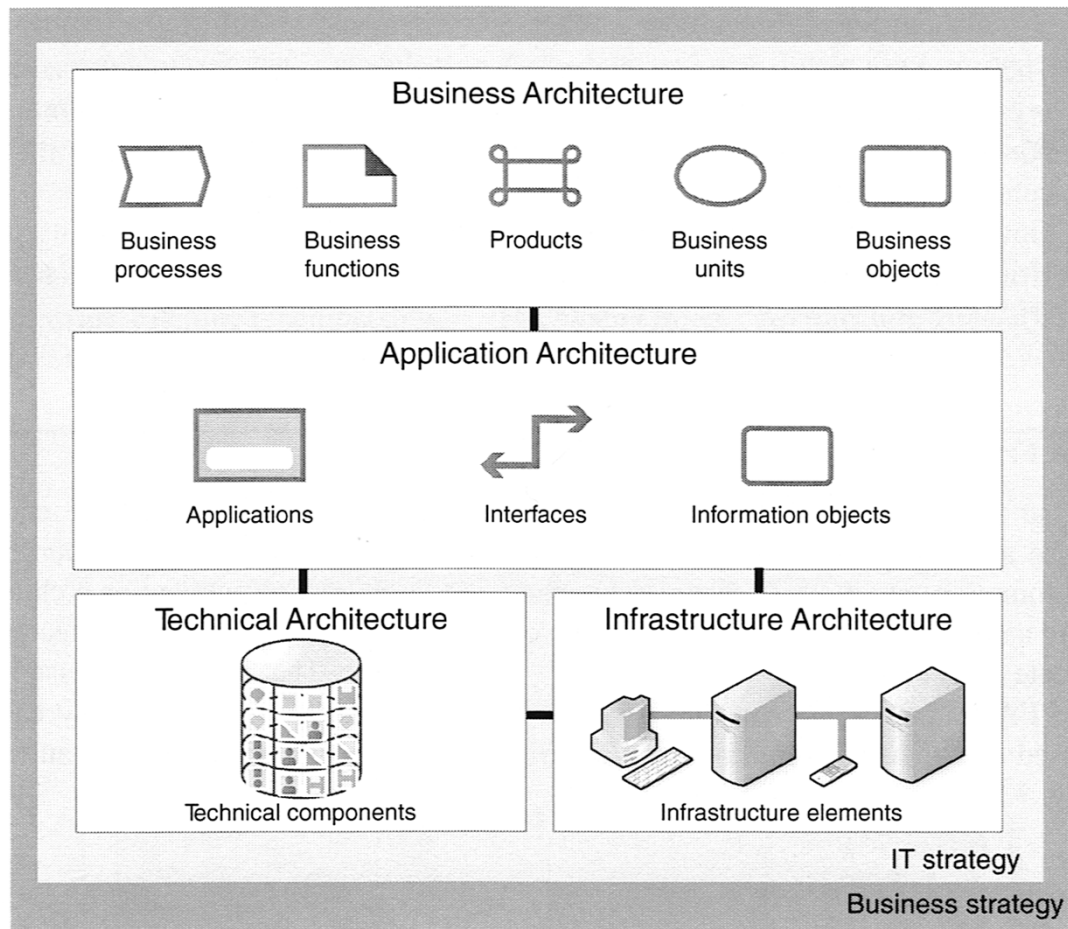 Business Architecture
Business
processes
Business
functions
Products
Business
units
Business
objects
Application Architecture
Applications
Interfaces
Information objects
Technical Architecture
Technical components
Infrastructure Architecture
Infrastructure elements
IT strategy
Business strategy